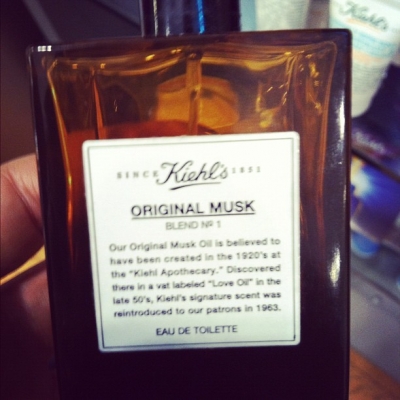 Kiehl's
SINCE Kiehl's 1851
ORIGINAL MUSK
BLEND Nº 1
Our Original Musk Oil is believed to
have been created in the 1920's at
the "Kiehl Apothecary." Discovered
there in a vat labeled "Love Oil" in the
late 50's, Kiehl's signature scent was
reintroduced to our patrons in 1963.
EAU DE TOILETTE